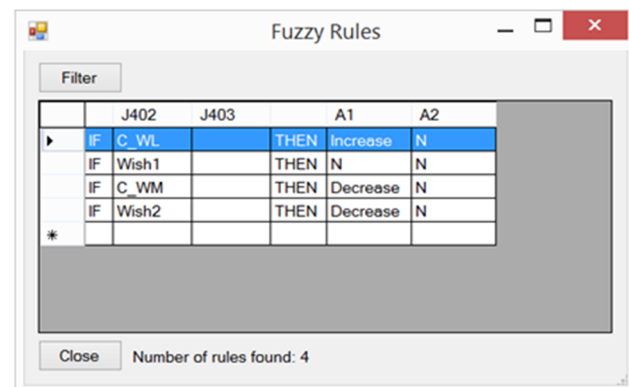 Fuzzy Rules
Filter
J402 J403 A1 A2
IF C_WL THEN Increase N
IF Wish1 THEN N N
IF C_WM THEN Decrease N
IF Wish2 THEN Decrease N
Close Number of rules found: 4